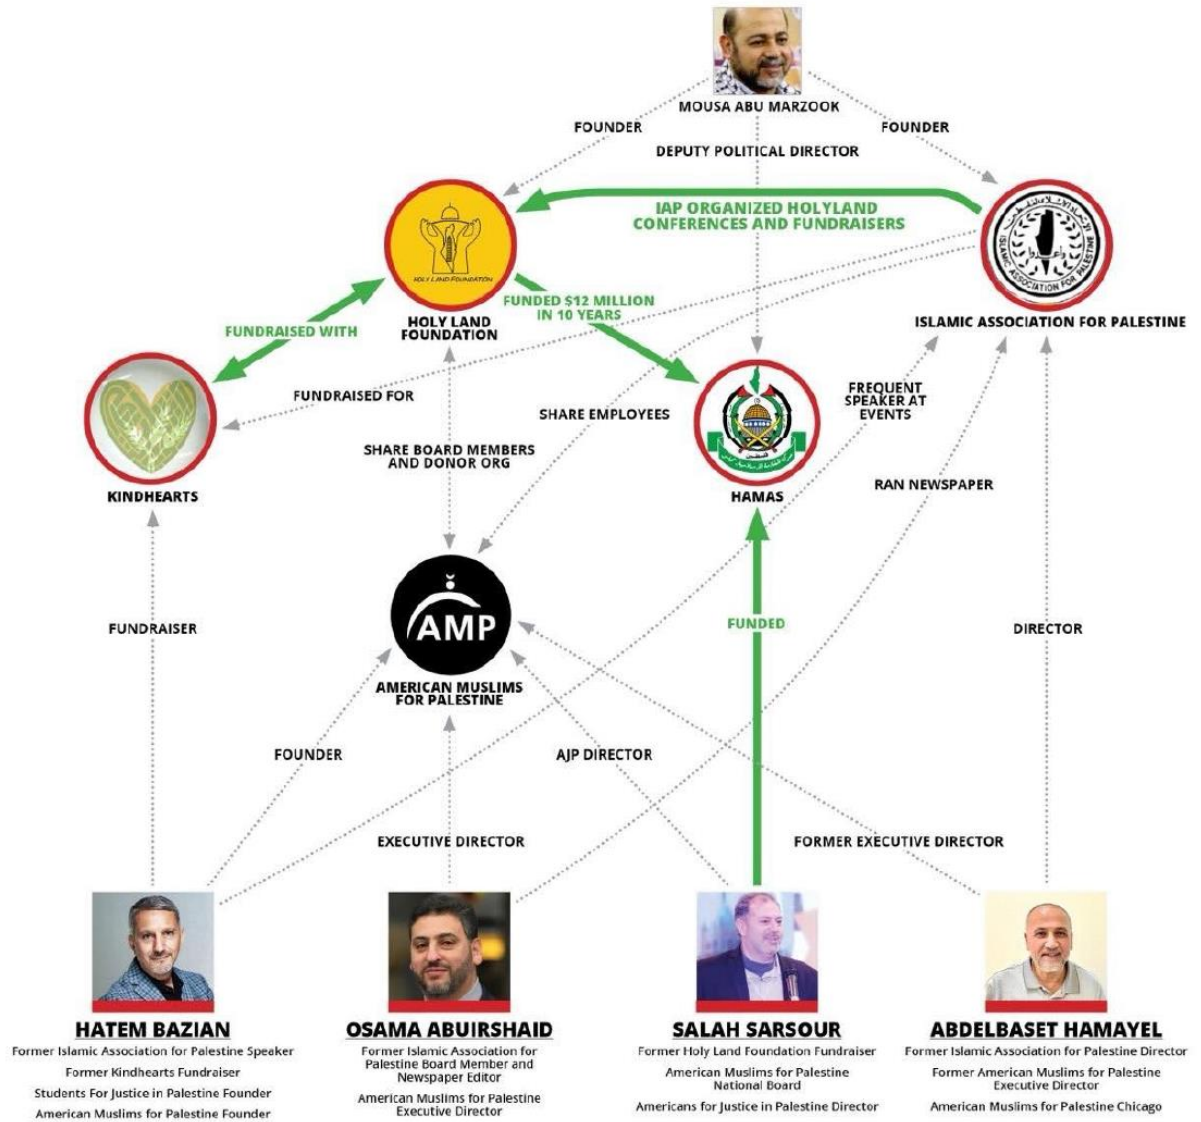 MOUSA ABU MARZOOK
FOUNDER
FOUNDER
DEPUTY POLITICAL DIRECTOR
IAP ORGANIZED HOLYLAND
CONFERENCES AND FUNDRAISERS
HOLY LAND FOUNDATION
ISLAMIC ASSOCIATION FOR PALESTINE
FUNDED $12 MILLION
IN 10 YEARS
HOLY LAND
FOUNDATION
ISLAMIC ASSOCIATION FOR PALESTINE
FUNDRAISED WITH
FUNDRAISED FOR
SHARE EMPLOYEES
FREQUENT
SPEAKER AT
EVENTS
SHARE BOARD MEMBERS
AND DONOR ORG
KINDHEARTS
HAMAS
RAN NEWSPAPER
AMP
AMERICAN MUSLIMS
FOR PALESTINE
FUNDRAISER
FUNDED
DIRECTOR
FOUNDER
AJP DIRECTOR
EXECUTIVE DIRECTOR
FORMER EXECUTIVE DIRECTOR
HATEM BAZIAN
Former Islamic Association for Palestine Speaker
Former Kindhearts Fundraiser
Students For Justice in Palestine Founder
American Muslims for Palestine Founder
OSAMA ABUIRSHAID
Former Islamic Association for
Palestine Board Member and
Newspaper Editor
American Muslims for Palestine
Executive Director
SALAH SARSOUR
Former Holy Land Foundation Fundraiser
American Muslims for Palestine
National Board
Americans for Justice in Palestine Director
ABDELBASET HAMAYEL
Former Islamic Association for Palestine Director
Former American Muslims for Palestine
Executive Director
American Muslims for Palestine Chicago